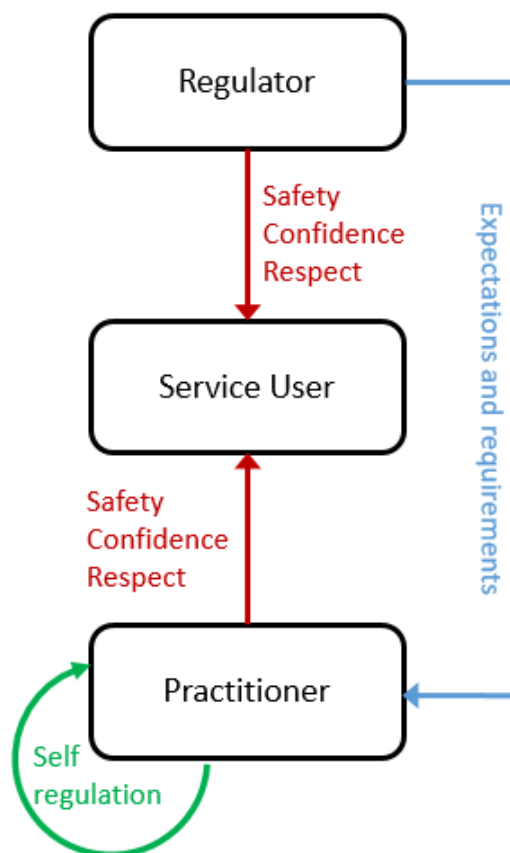 Regulator
Safety
Confidence
Respect
Expectations and requirements
Service User
Safety
Confidence
Respect
Practitioner
Self
regulation